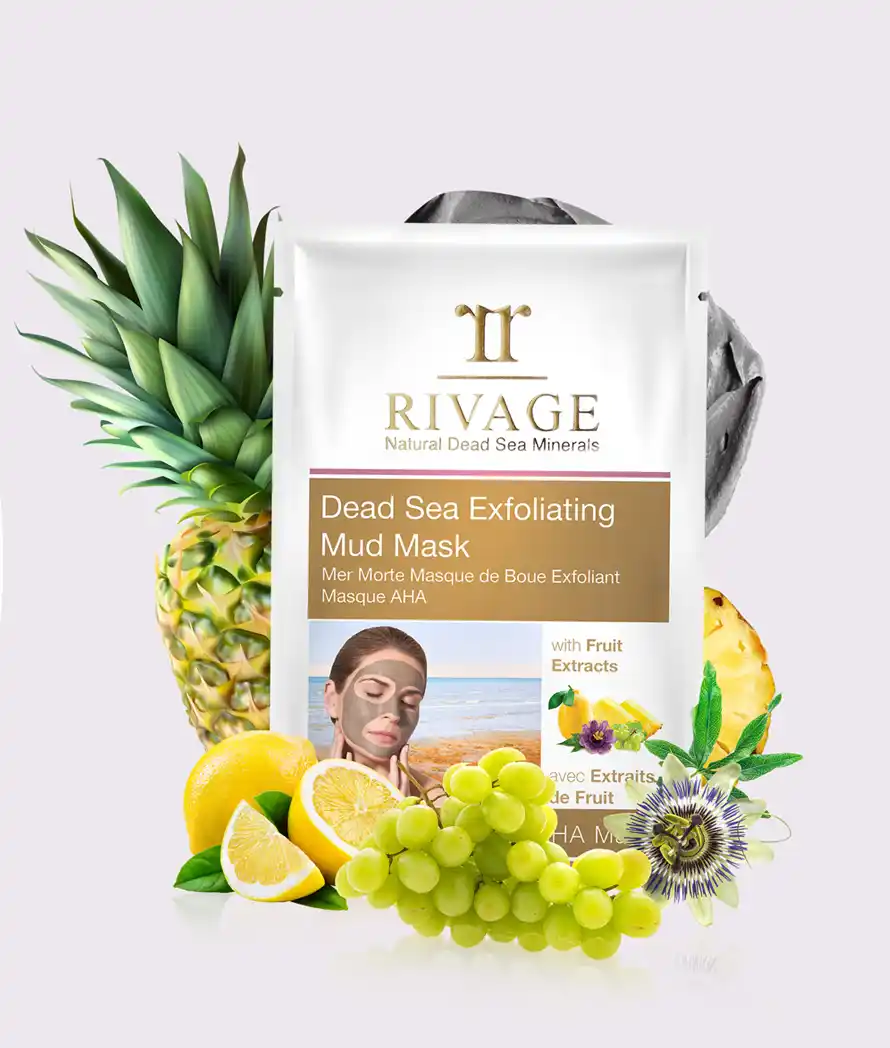 RIVAGE
Natural Dead Sea Minerals
Dead Sea Exfoliating
Mud Mask
Mer Morte Masque de Boue Exfoliant
Masque AHA
with Fruit
Extracts
avec Extraits
de Fruit